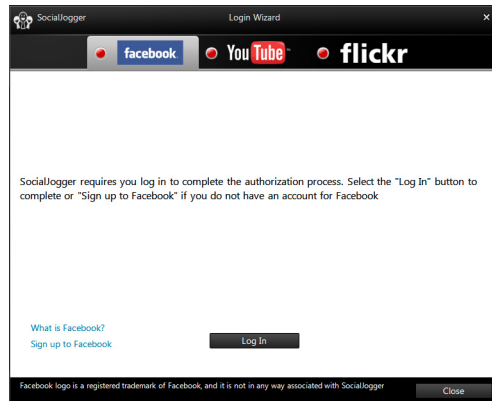 SocialJogger
Login Wizard
×
facebook
YouTube
flickr
SocialJogger requires you log in to complete the authorization process. Select the "Log In" button to
complete or "Sign up to Facebook" if you do not have an account for Facebook
What is Facebook?
Sign up to Facebook
Log In
Facebook logo is a registered trademark of Facebook, and it is not in any way associated with SocialJogger
Close